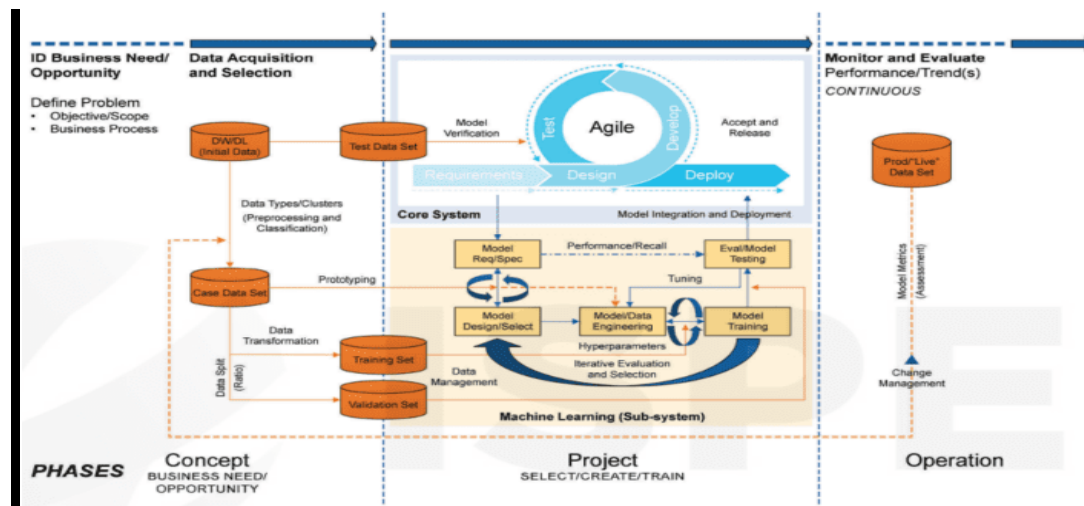 ID Business Need/
Opportunity
Define Problem
• Objective/Scope
• Business Process
Data Acquisition
and Selection
Monitor and Evaluate
Performance/Trend(s)
CONTINUOUS
DW/DL
(Initial Data)
Test Data Set
Model
Verification
Test
Agile
Develop
Accept and
Release
Requirements
Design
Deploy
Prod/"Live"
Data Set
Core System
Model Integration and Deployment
Data Types/Clusters
(Preprocessing and
Classification)
Model
Req/Spec
Performance/Recall
Eval/Model
Testing
Case Data Set
Prototyping
Tuning
Model
Design/Select
Model/Data
Engineering
Model
Training
Model Metrics
(Assessment)
Data
Transformation
Hyperparameters
Training Set
Iterative Evaluation
and Selection
Data Split
(Ratio)
Data
Management
Validation Set
Change
Management
Machine Learning (Sub-system)
ISPE
PHASES
Concept
BUSINESS NEED/
OPPORTUNITY
Project
SELECT/CREATE/TRAIN
Operation